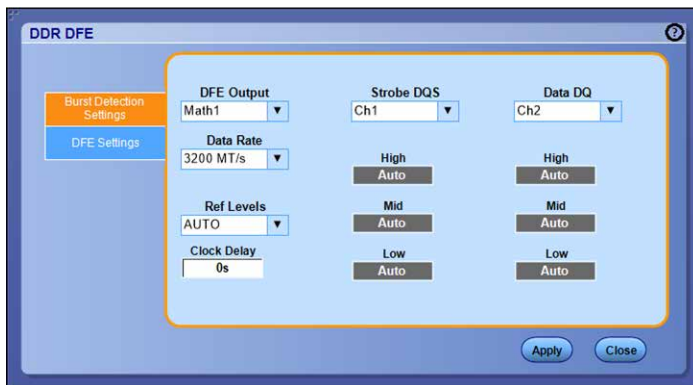 DDR DFE
?
Burst Detection
Settings
DFE Settings
DFE Output
Math1
Strobe DQS
Ch1
Data DQ
Ch2
Data Rate
3200 MT/s
High
Auto
High
Auto
Ref Levels
AUTO
Mid
Auto
Mid
Auto
Clock Delay
0s
Low
Auto
Low
Auto
Apply
Close